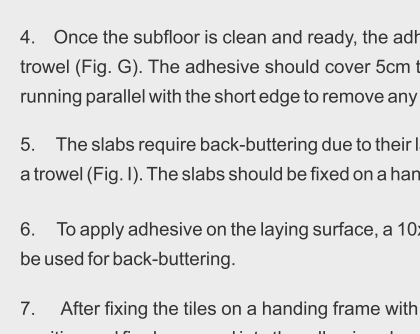 4. Once the subfloor is clean and ready, the adh
trowel (Fig. G). The adhesive should cover 5cm
running parallel with the short edge to remove any
5. The slabs require back-buttering due to their
a trowel (Fig. I). The slabs should be fixed on a han
6. To apply adhesive on the laying surface, a 10
be used for back-buttering.
7. After fixing the tiles on a handing frame with